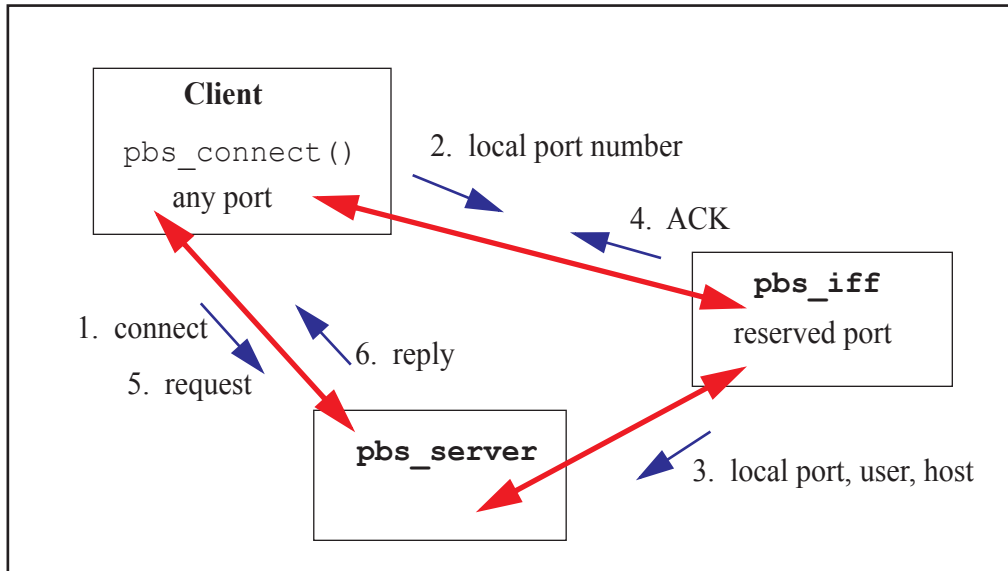 Client
pbs_connect()
any port
2. local port number
4. ACK
pbs_iff
reserved port
1. connect
5. request
6. reply
pbs_server
3. local port, user, host